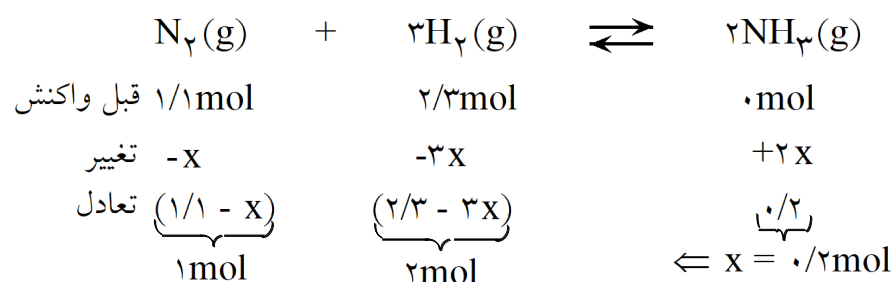 N₂(g) + ۳H₂(g) ⇄ ۲NH₃(g)
قبل واکنش ۱/۱mol ۲/۳mol ۰mol
تغییر -x -۳x +۲x
تعادل (۱/۱ - x) (۲/۳ - ۳x) ۰/۲
۱mol ۲mol ⇐ x = ۰/۲mol